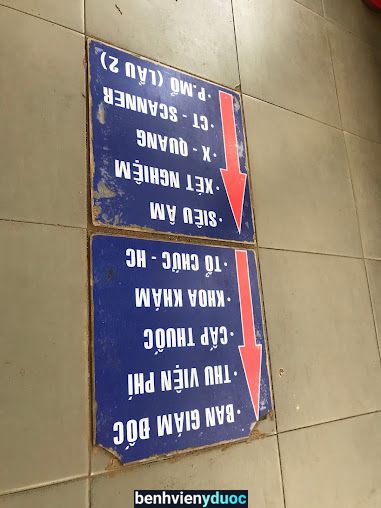 · BAN GIÁM ĐỐC
· THU VIỆN PHÍ
· CẤP THUỐC
· KHOA KHÁM
· TỔ CHỨC - HC
· SIÊU ÂM
· XÉT NGHIỆM
· X - QUANG
· CT - SCANNER
· P.MỔ (LẦU 2)
benhvienyduoc